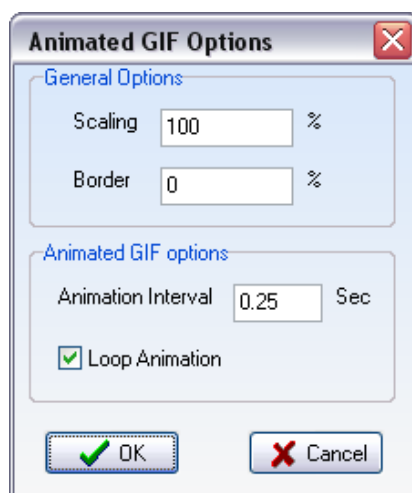 Animated GIF Options
General Options
Scaling 100 %
Border 0 %
Animated GIF options
Animation Interval 0.25 Sec
Loop Animation
OK Cancel